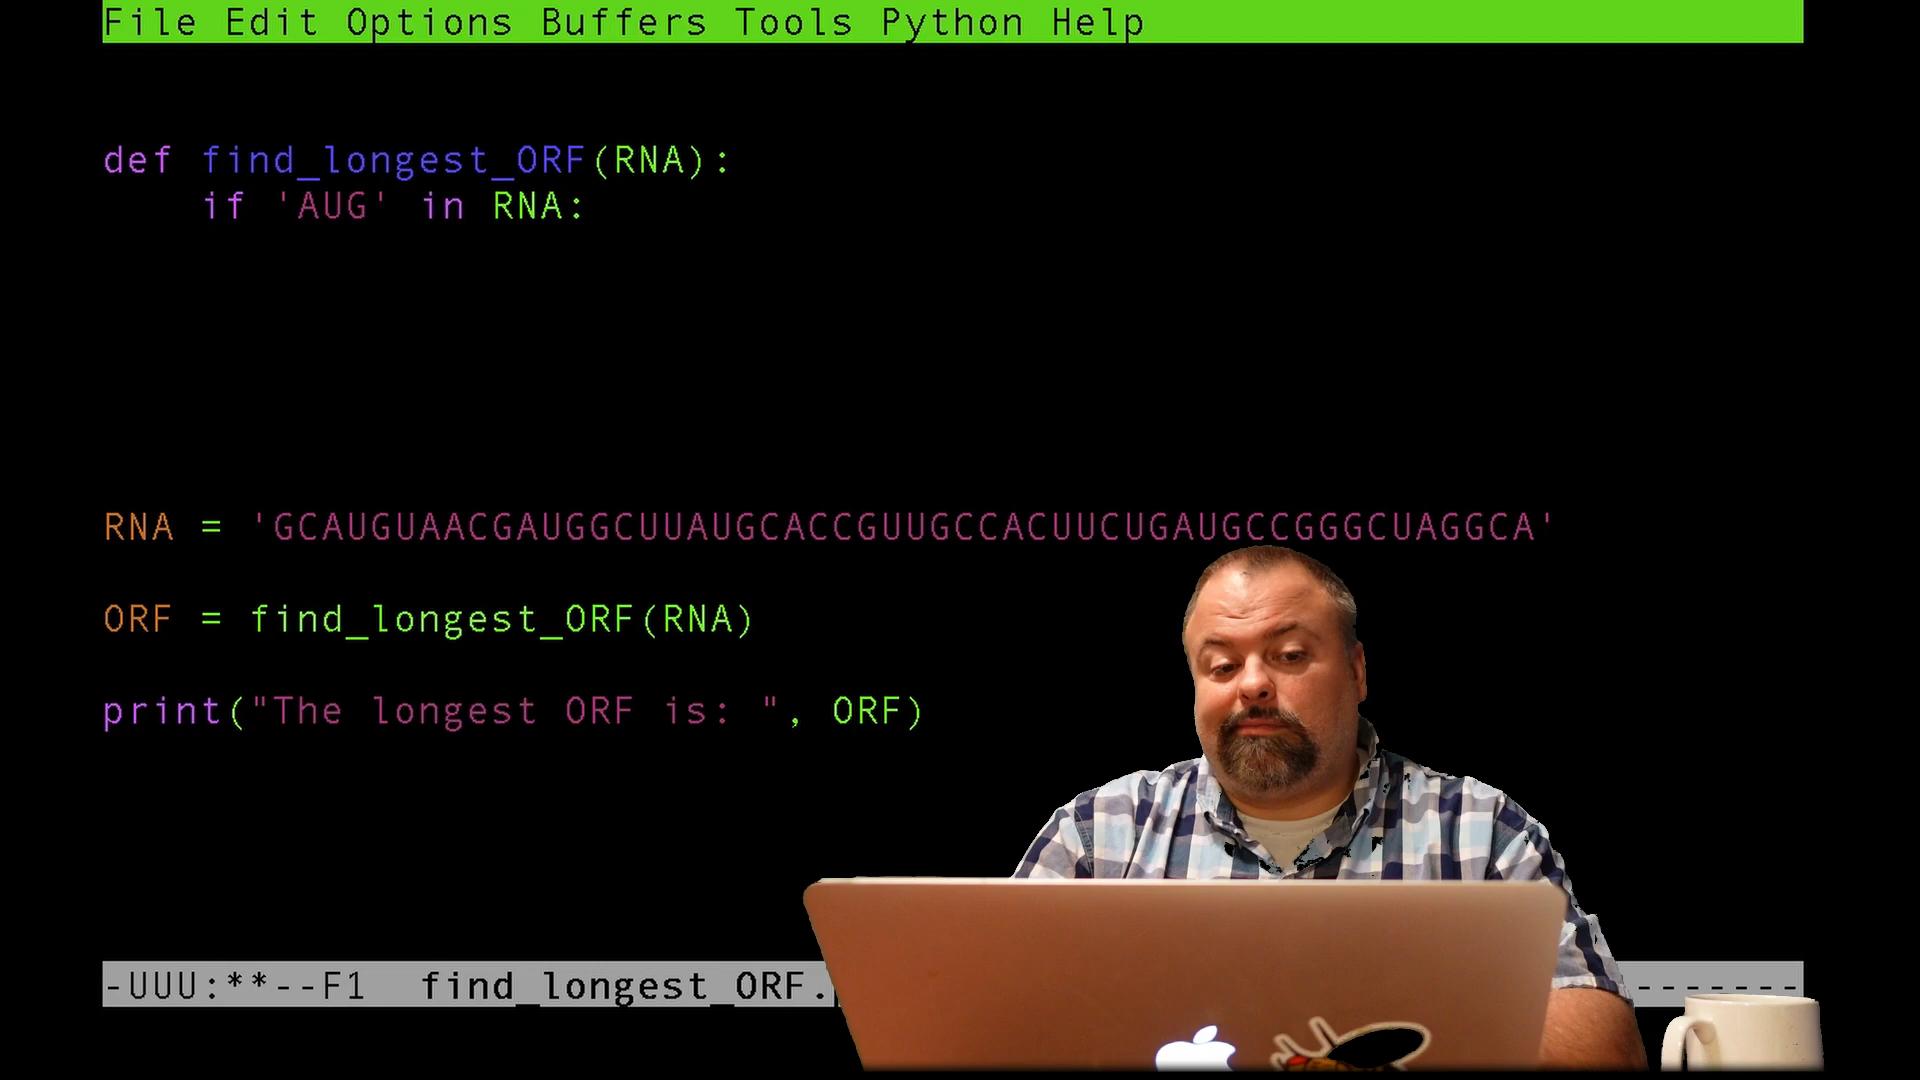 File Edit Options Buffers Tools Python Help
def find_longest_ORF(RNA):
if 'AUG' in RNA:
RNA = 'GCAUGUAACGAUGGCUUAUGCACCGUUGCCACUUCUGAUGCCGGGCUAGGCA'
ORF = find_longest_ORF(RNA)
print("The longest ORF is: ", ORF)
-UUU:**--F1 find_longest_ORF. -------